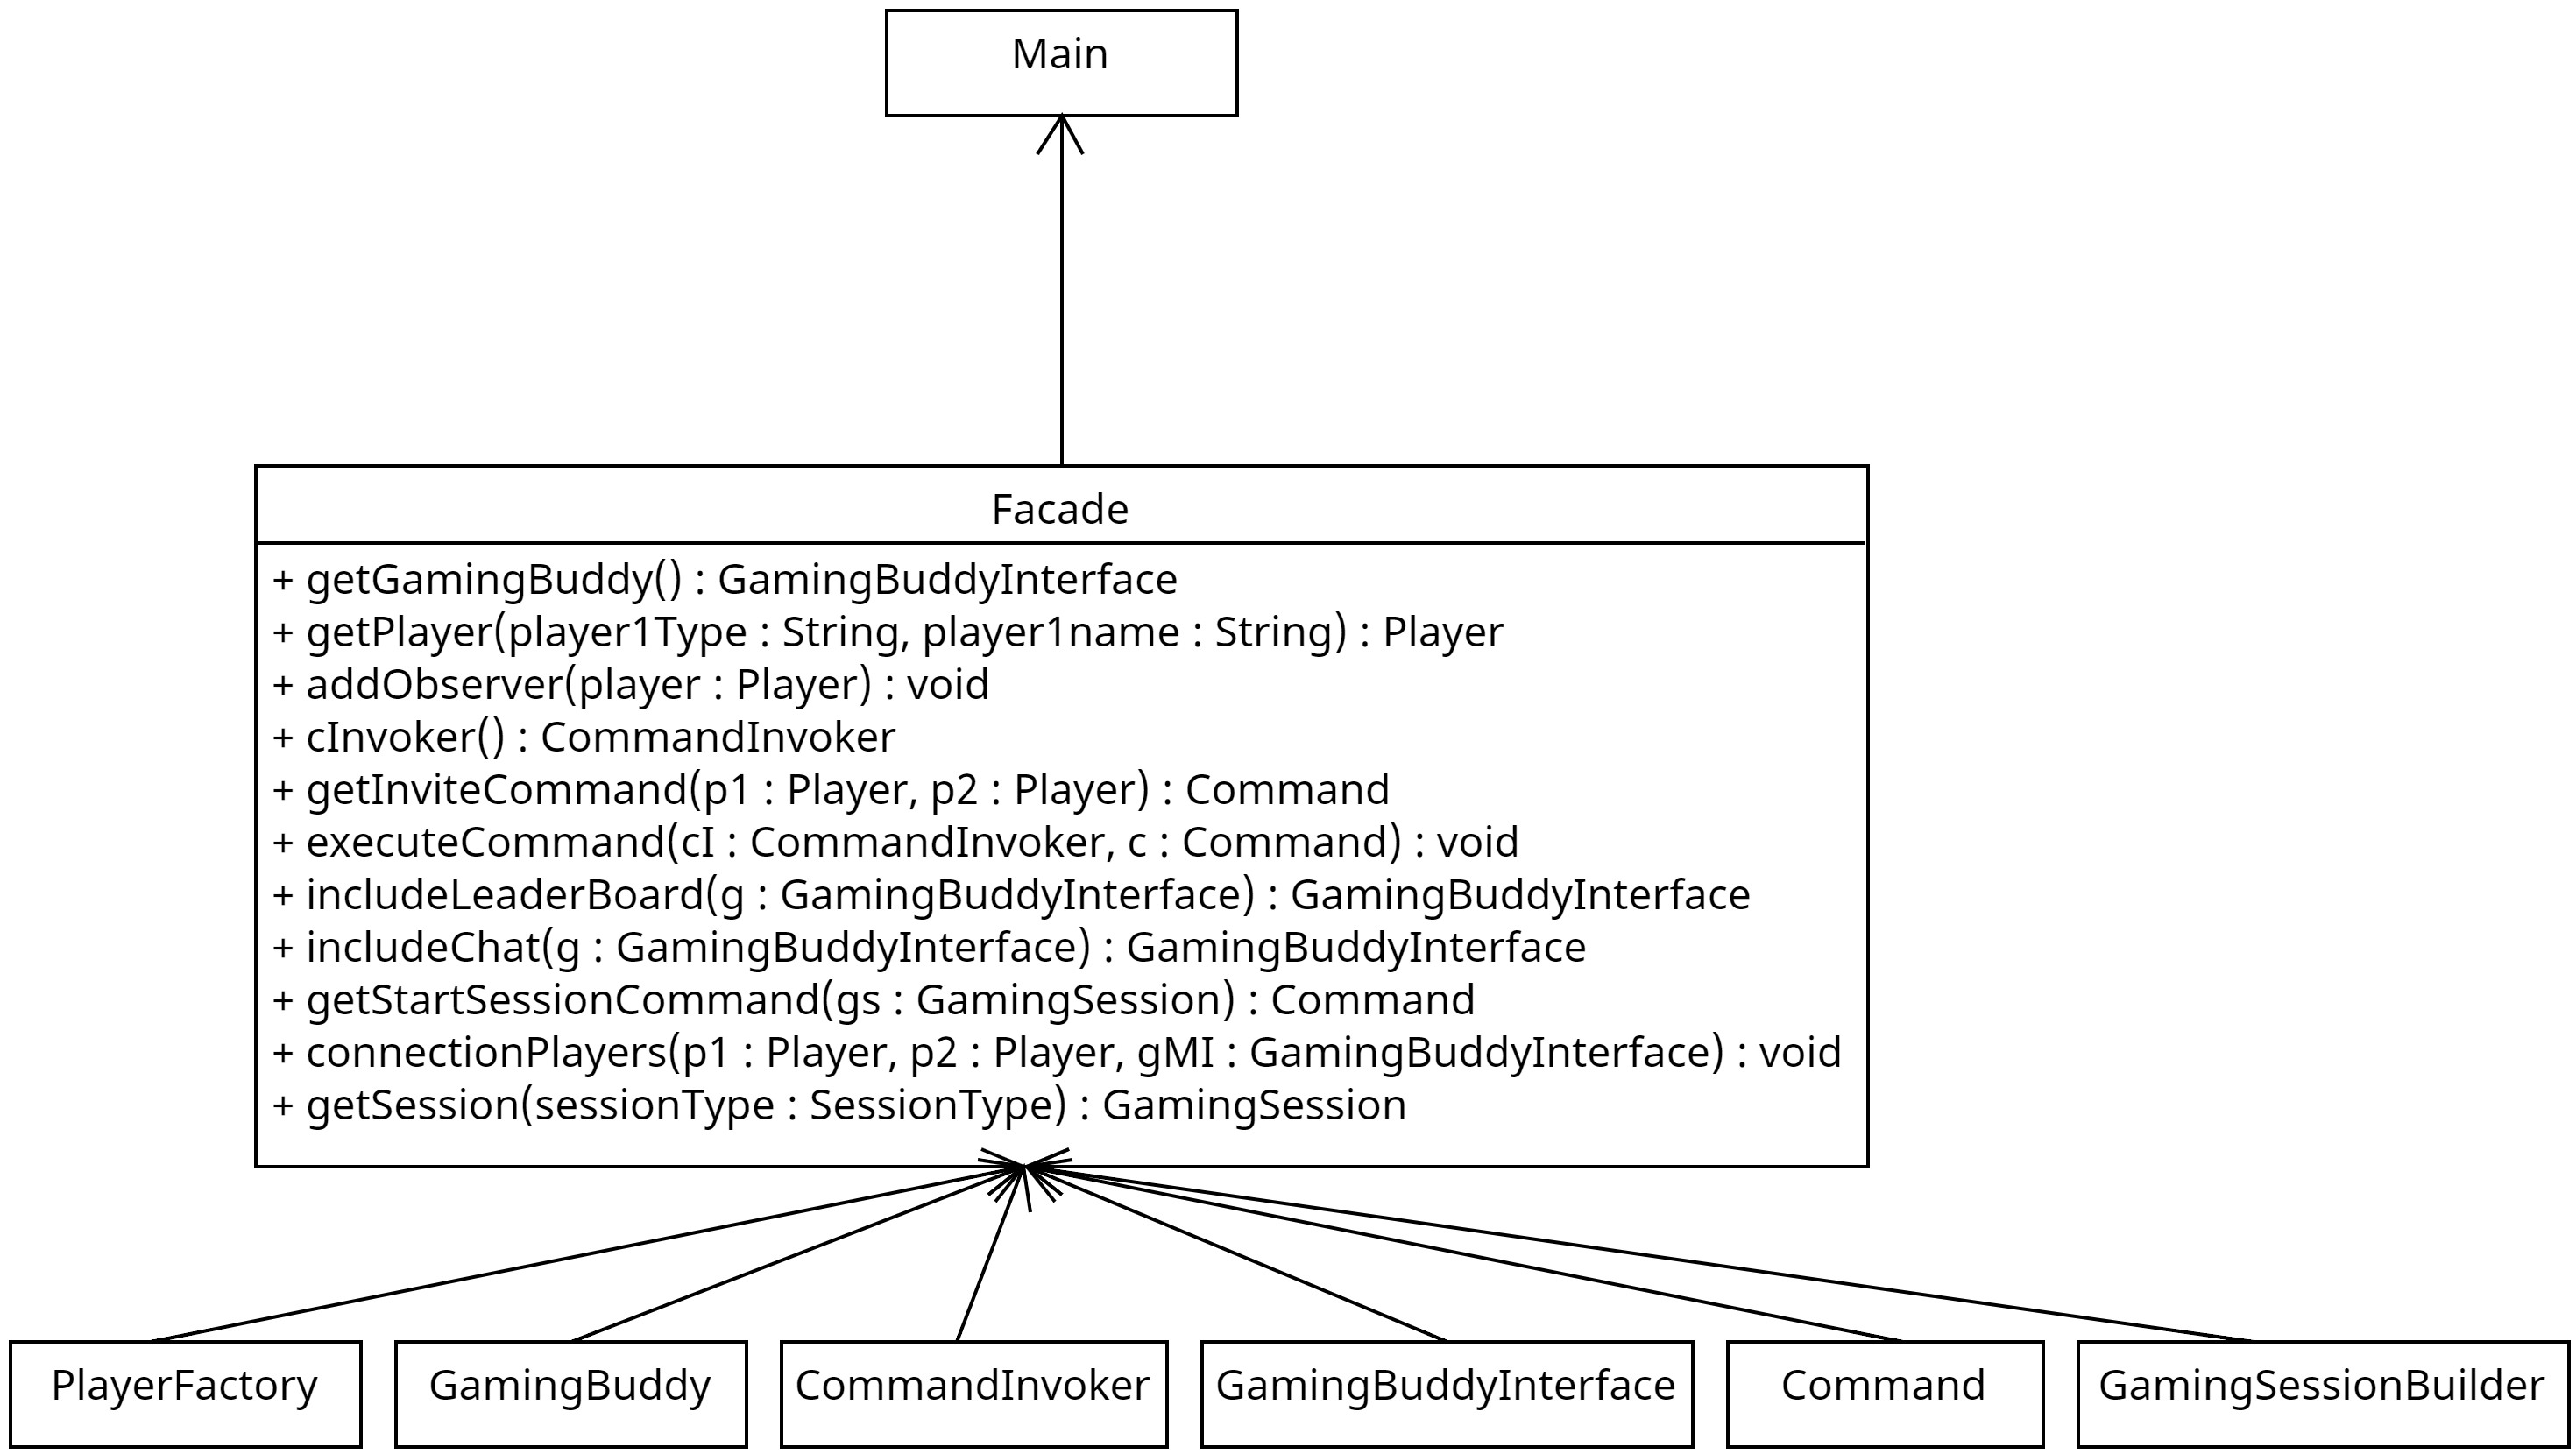 Main
Facade
+ getGamingBuddy() : GamingBuddyInterface
+ getPlayer(player1Type : String, player1name : String) : Player
+ addObserver(player : Player) : void
+ cInvoker() : CommandInvoker
+ getInviteCommand(p1 : Player, p2 : Player) : Command
+ executeCommand(cI : CommandInvoker, c : Command) : void
+ includeLeaderBoard(g : GamingBuddyInterface) : GamingBuddyInterface
+ includeChat(g : GamingBuddyInterface) : GamingBuddyInterface
+ getStartSessionCommand(gs : GamingSession) : Command
+ connectionPlayers(p1 : Player, p2 : Player, gMI : GamingBuddyInterface) : void
+ getSession(sessionType : SessionType) : GamingSession
PlayerFactory
GamingBuddy
CommandInvoker
GamingBuddyInterface
Command
GamingSessionBuilder